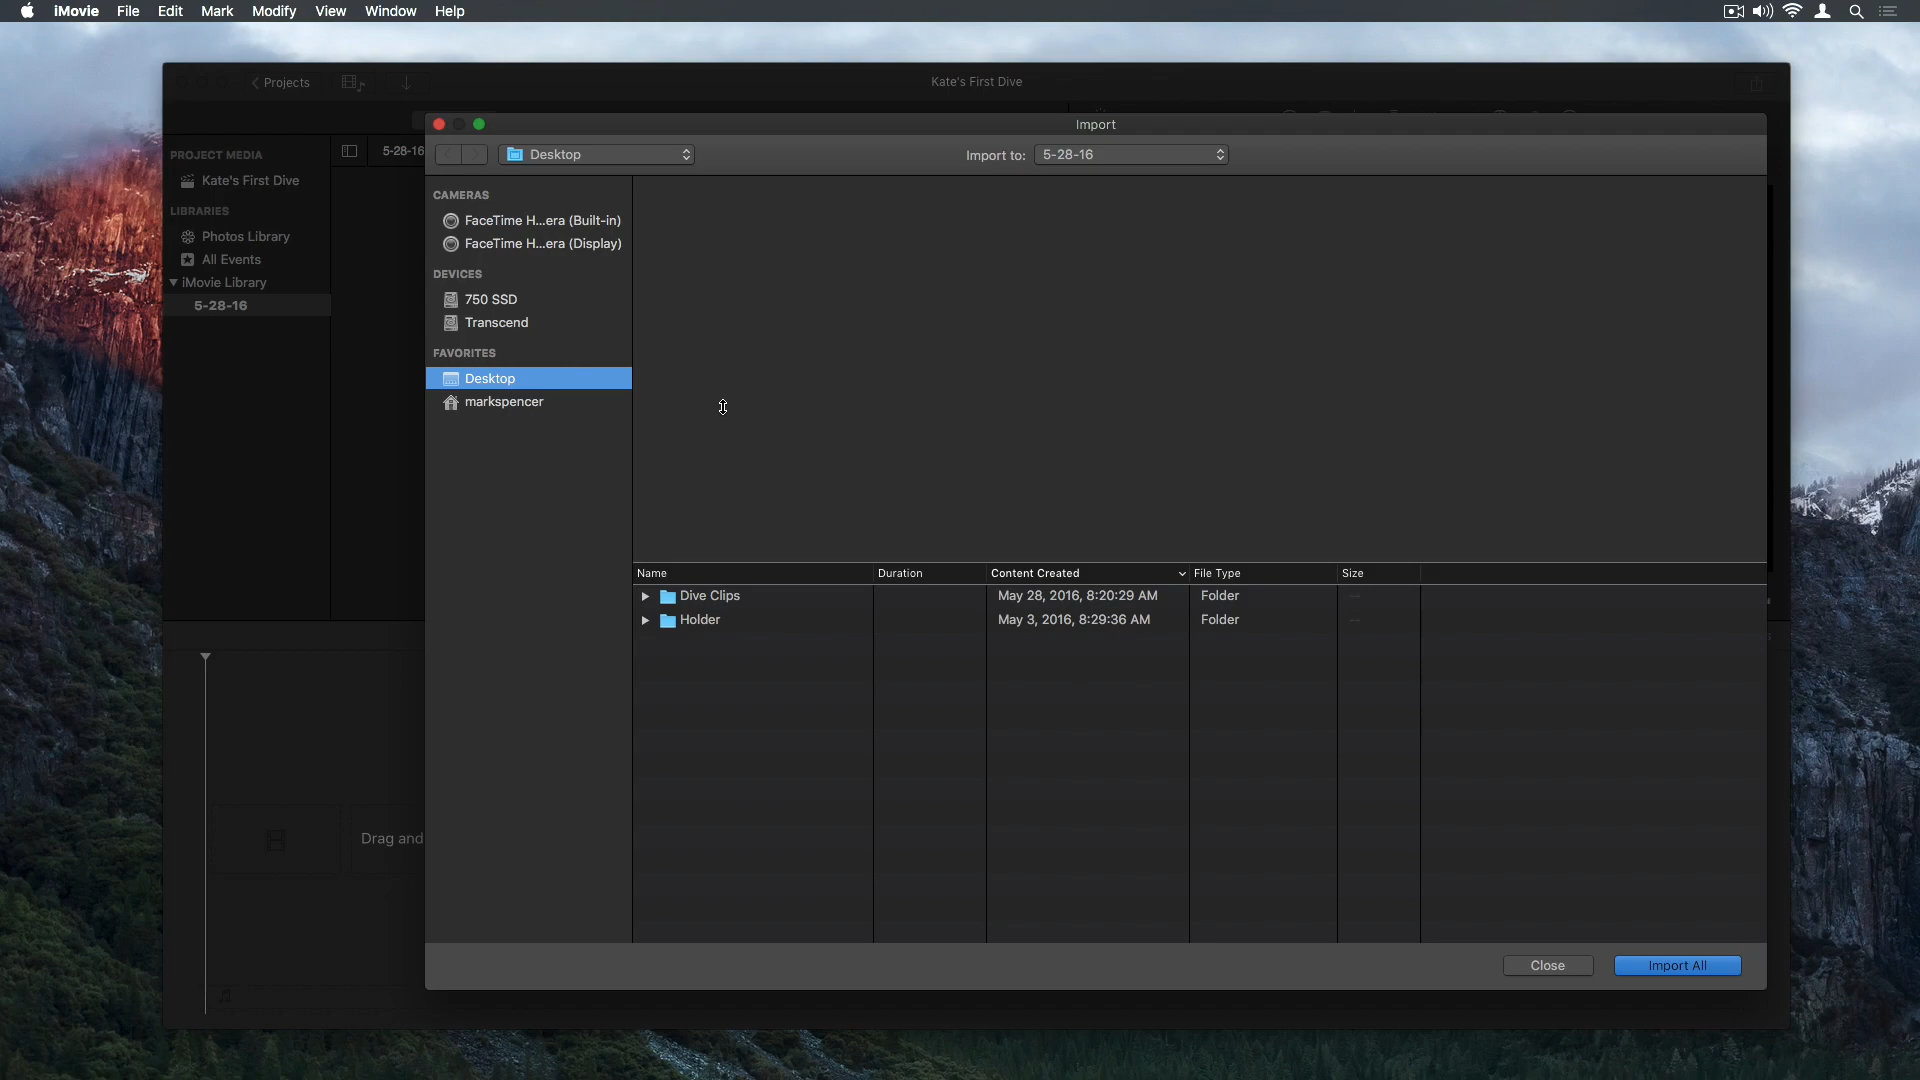 iMovie File Edit Mark Modify View Window Help
Projects
Kate's First Dive
Import
PROJECT MEDIA
Kate's First Dive
LIBRARIES
Photos Library
All Events
iMovie Library
5-28-16
5-28-16
Desktop
Import to: 5-28-16
CAMERAS
FaceTime H...era (Built-in)
FaceTime H...era (Display)
DEVICES
750 SSD
Transcend
FAVORITES
Desktop
markspencer
Name Duration Content Created File Type Size
Dive Clips May 28, 2016, 8:20:29 AM Folder --
Holder May 3, 2016, 8:29:36 AM Folder --
Drag and
Close Import All